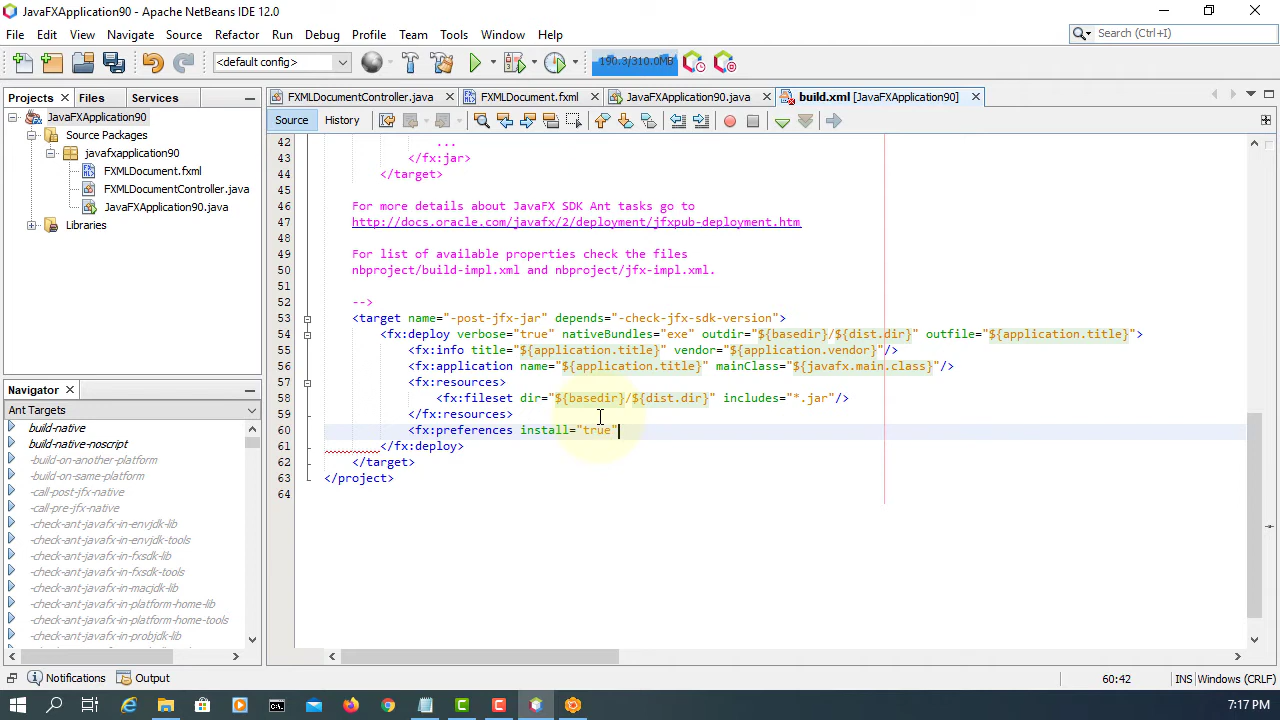 JavaFXApplication90 - Apache NetBeans IDE 12.0
File Edit View Navigate Source Refactor Run Debug Profile Team Tools Window Help
Search (Ctrl+I)
<default config>
190.3/310.0MB
Projects Files Services
FXMLDocumentController.java FXMLDocument.fxml JavaFXApplication90.java build.xml [JavaFXApplication90]
Source History
JavaFXApplication90
Source Packages
javafxapplication90
FXMLDocument.fxml
FXMLDocumentController.java
JavaFXApplication90.java
Libraries
Navigator
Ant Targets
build-native
build-native-noscript
-build-on-another-platform
-build-on-same-platform
-call-post-jfx-native
-call-pre-jfx-native
-check-ant-javafx-in-envjdk-lib
-check-ant-javafx-in-envjdk-tools
-check-ant-javafx-in-fxsdk-lib
-check-ant-javafx-in-fxsdk-tools
-check-ant-javafx-in-macjdk-lib
-check-ant-javafx-in-platform-home-lib
-check-ant-javafx-in-platform-home-tools
-check-ant-javafx-in-probjdk-lib
42 ...
43 </fx:jar>
44 </target>
45
46 For more details about JavaFX SDK Ant tasks go to
47 http://docs.oracle.com/javafx/2/deployment/jfxpub-deployment.htm
48
49 For list of available properties check the files
50 nbproject/build-impl.xml and nbproject/jfx-impl.xml.
51
52 -->
53 <target name="-post-jfx-jar" depends="-check-jfx-sdk-version">
54 <fx:deploy verbose="true" nativeBundles="exe" outdir="${basedir}/${dist.dir}" outfile="${application.title}">
55 <fx:info title="${application.title}" vendor="${application.vendor}"/>
56 <fx:application name="${application.title}" mainClass="${javafx.main.class}"/>
57 <fx:resources>
58 <fx:fileset dir="${basedir}/${dist.dir}" includes="*.jar"/>
59 </fx:resources>
60 <fx:preferences install="true"
61 </fx:deploy>
62 </target>
63 </project>
64
Notifications Output
60:42 INS Windows (CRLF)
7:17 PM